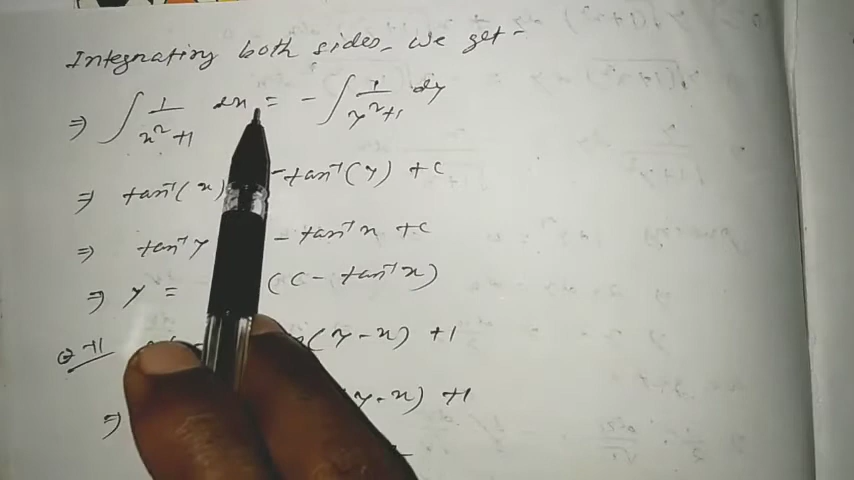 Integrating both sides, we get -
⇒ ∫ 1/(x²+1) dx = - ∫ 1/(y²+1) dy
⇒ tan⁻¹(x) -tan⁻¹(y) + c
⇒ tan⁻¹y - tan⁻¹x + c
⇒ y = (c - tan⁻¹x)
Q (y-x) +1
⇒ y-x) +1